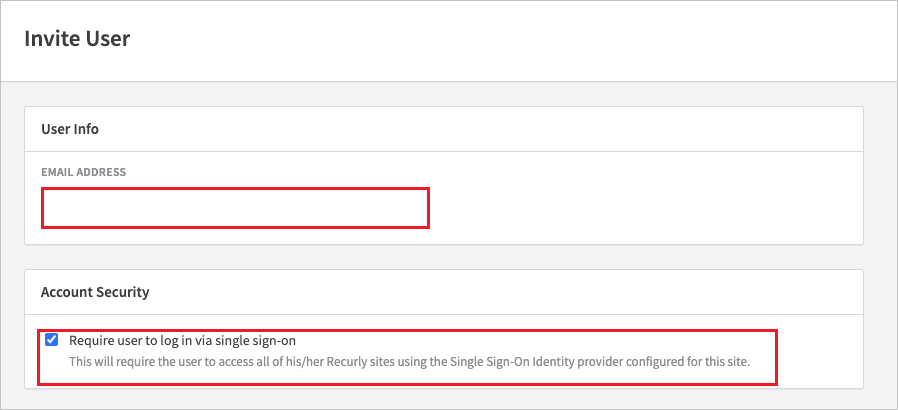 Invite User
User Info
EMAIL ADDRESS
Account Security
Require user to log in via single sign-on
This will require the user to access all of his/her Recurly sites using the Single Sign-On Identity provider configured for this site.